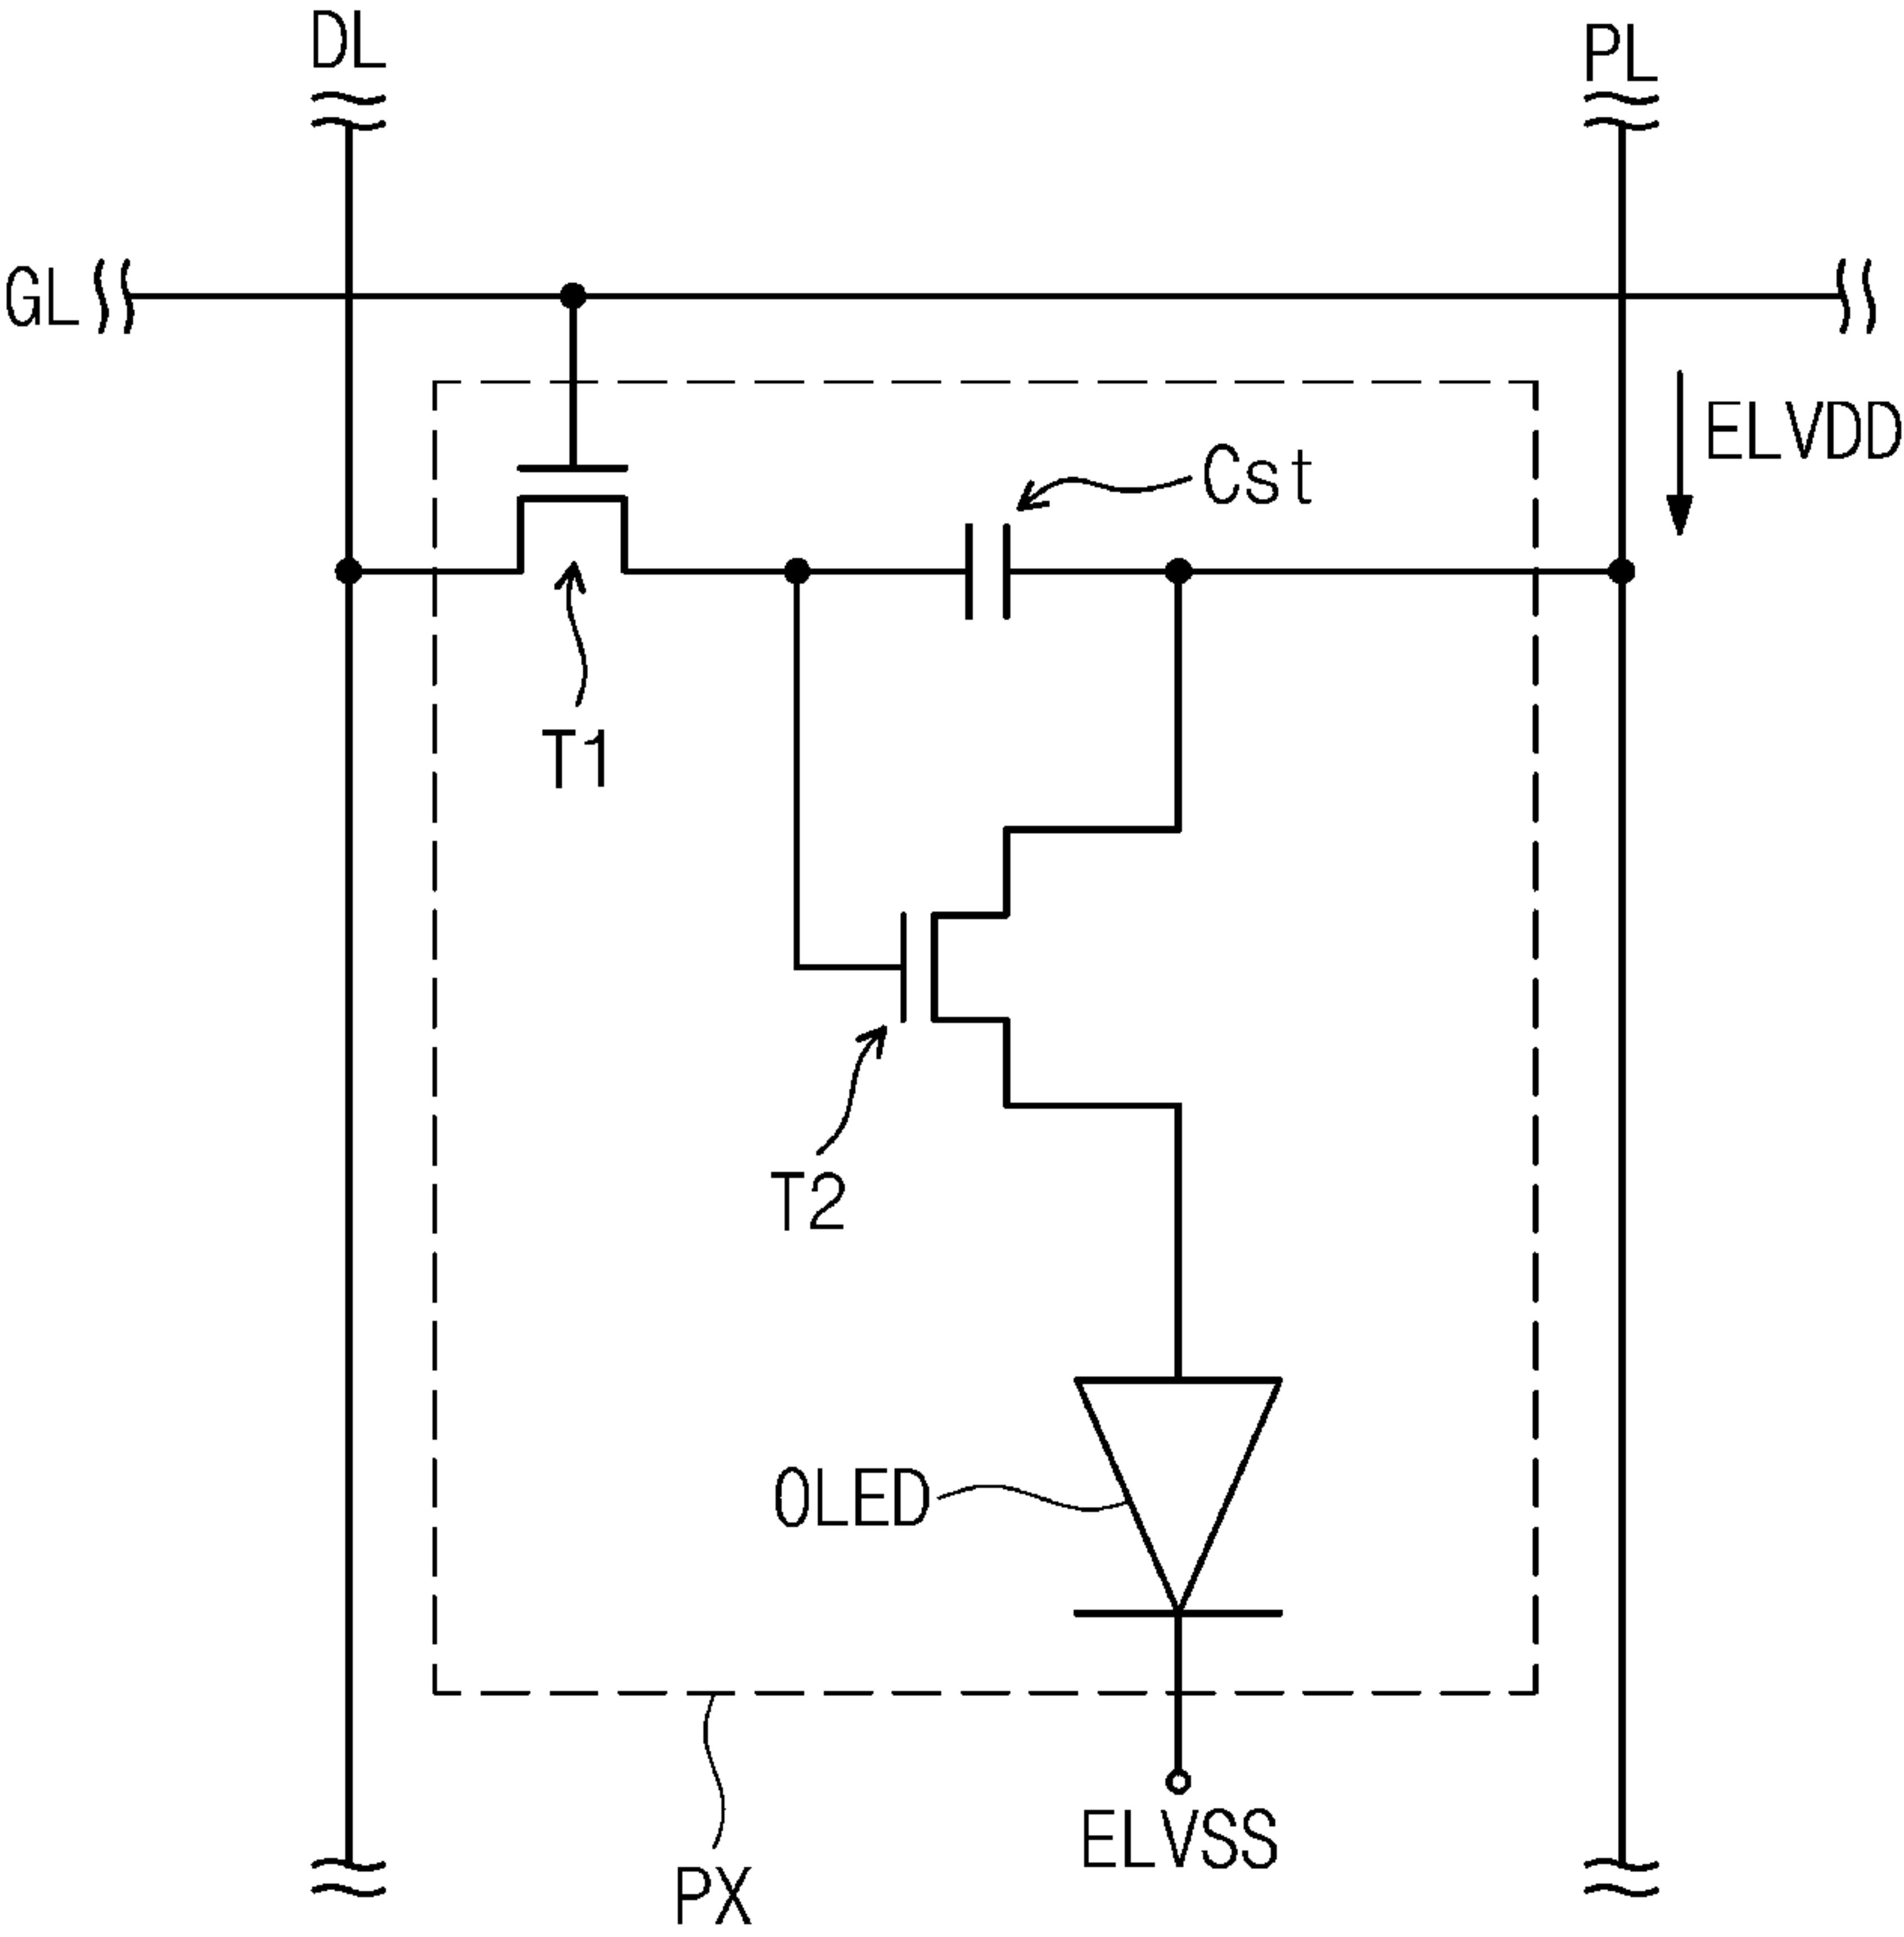 DL
PL
GL
ELVDD
Cst
T1
T2
OLED
ELVSS
PX